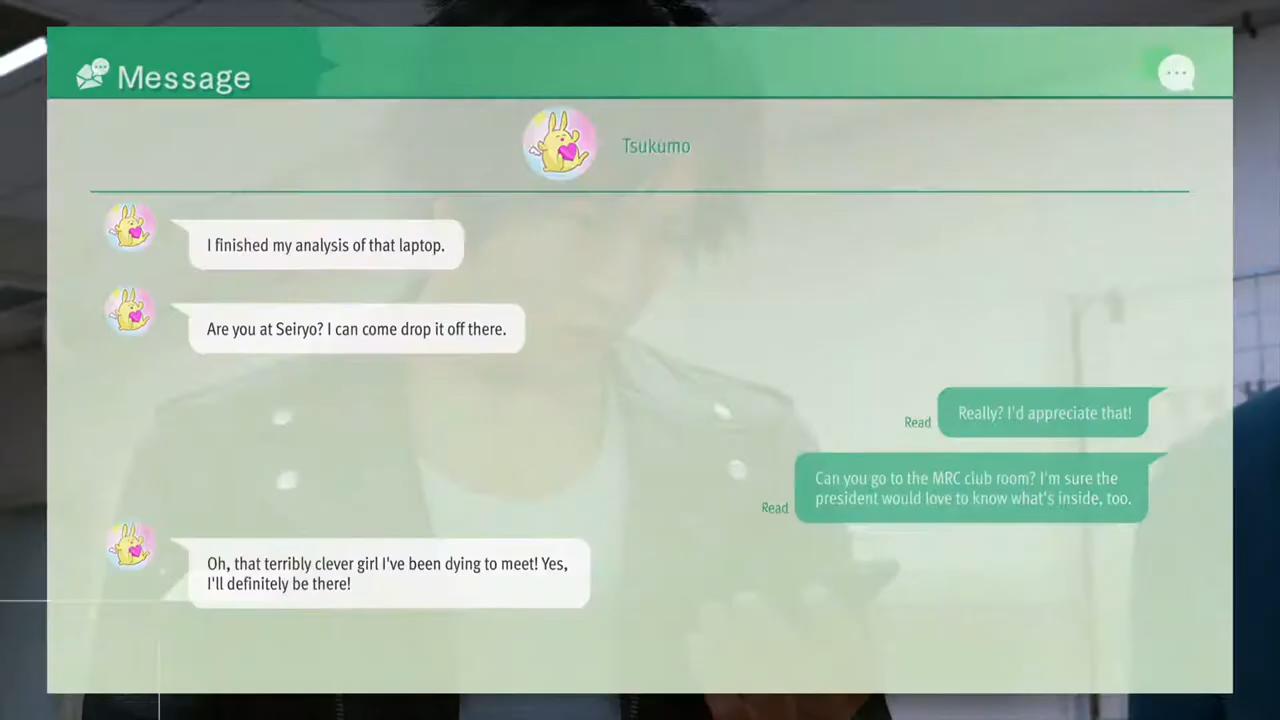 Message
Tsukumo
I finished my analysis of that laptop.
Are you at Seiryo? I can come drop it off there.
Really? I'd appreciate that!
Read
Can you go to the MRC club room? I'm sure the
president would love to know what's inside, too.
Read
Oh, that terribly clever girl I've been dying to meet! Yes,
I'll definitely be there!